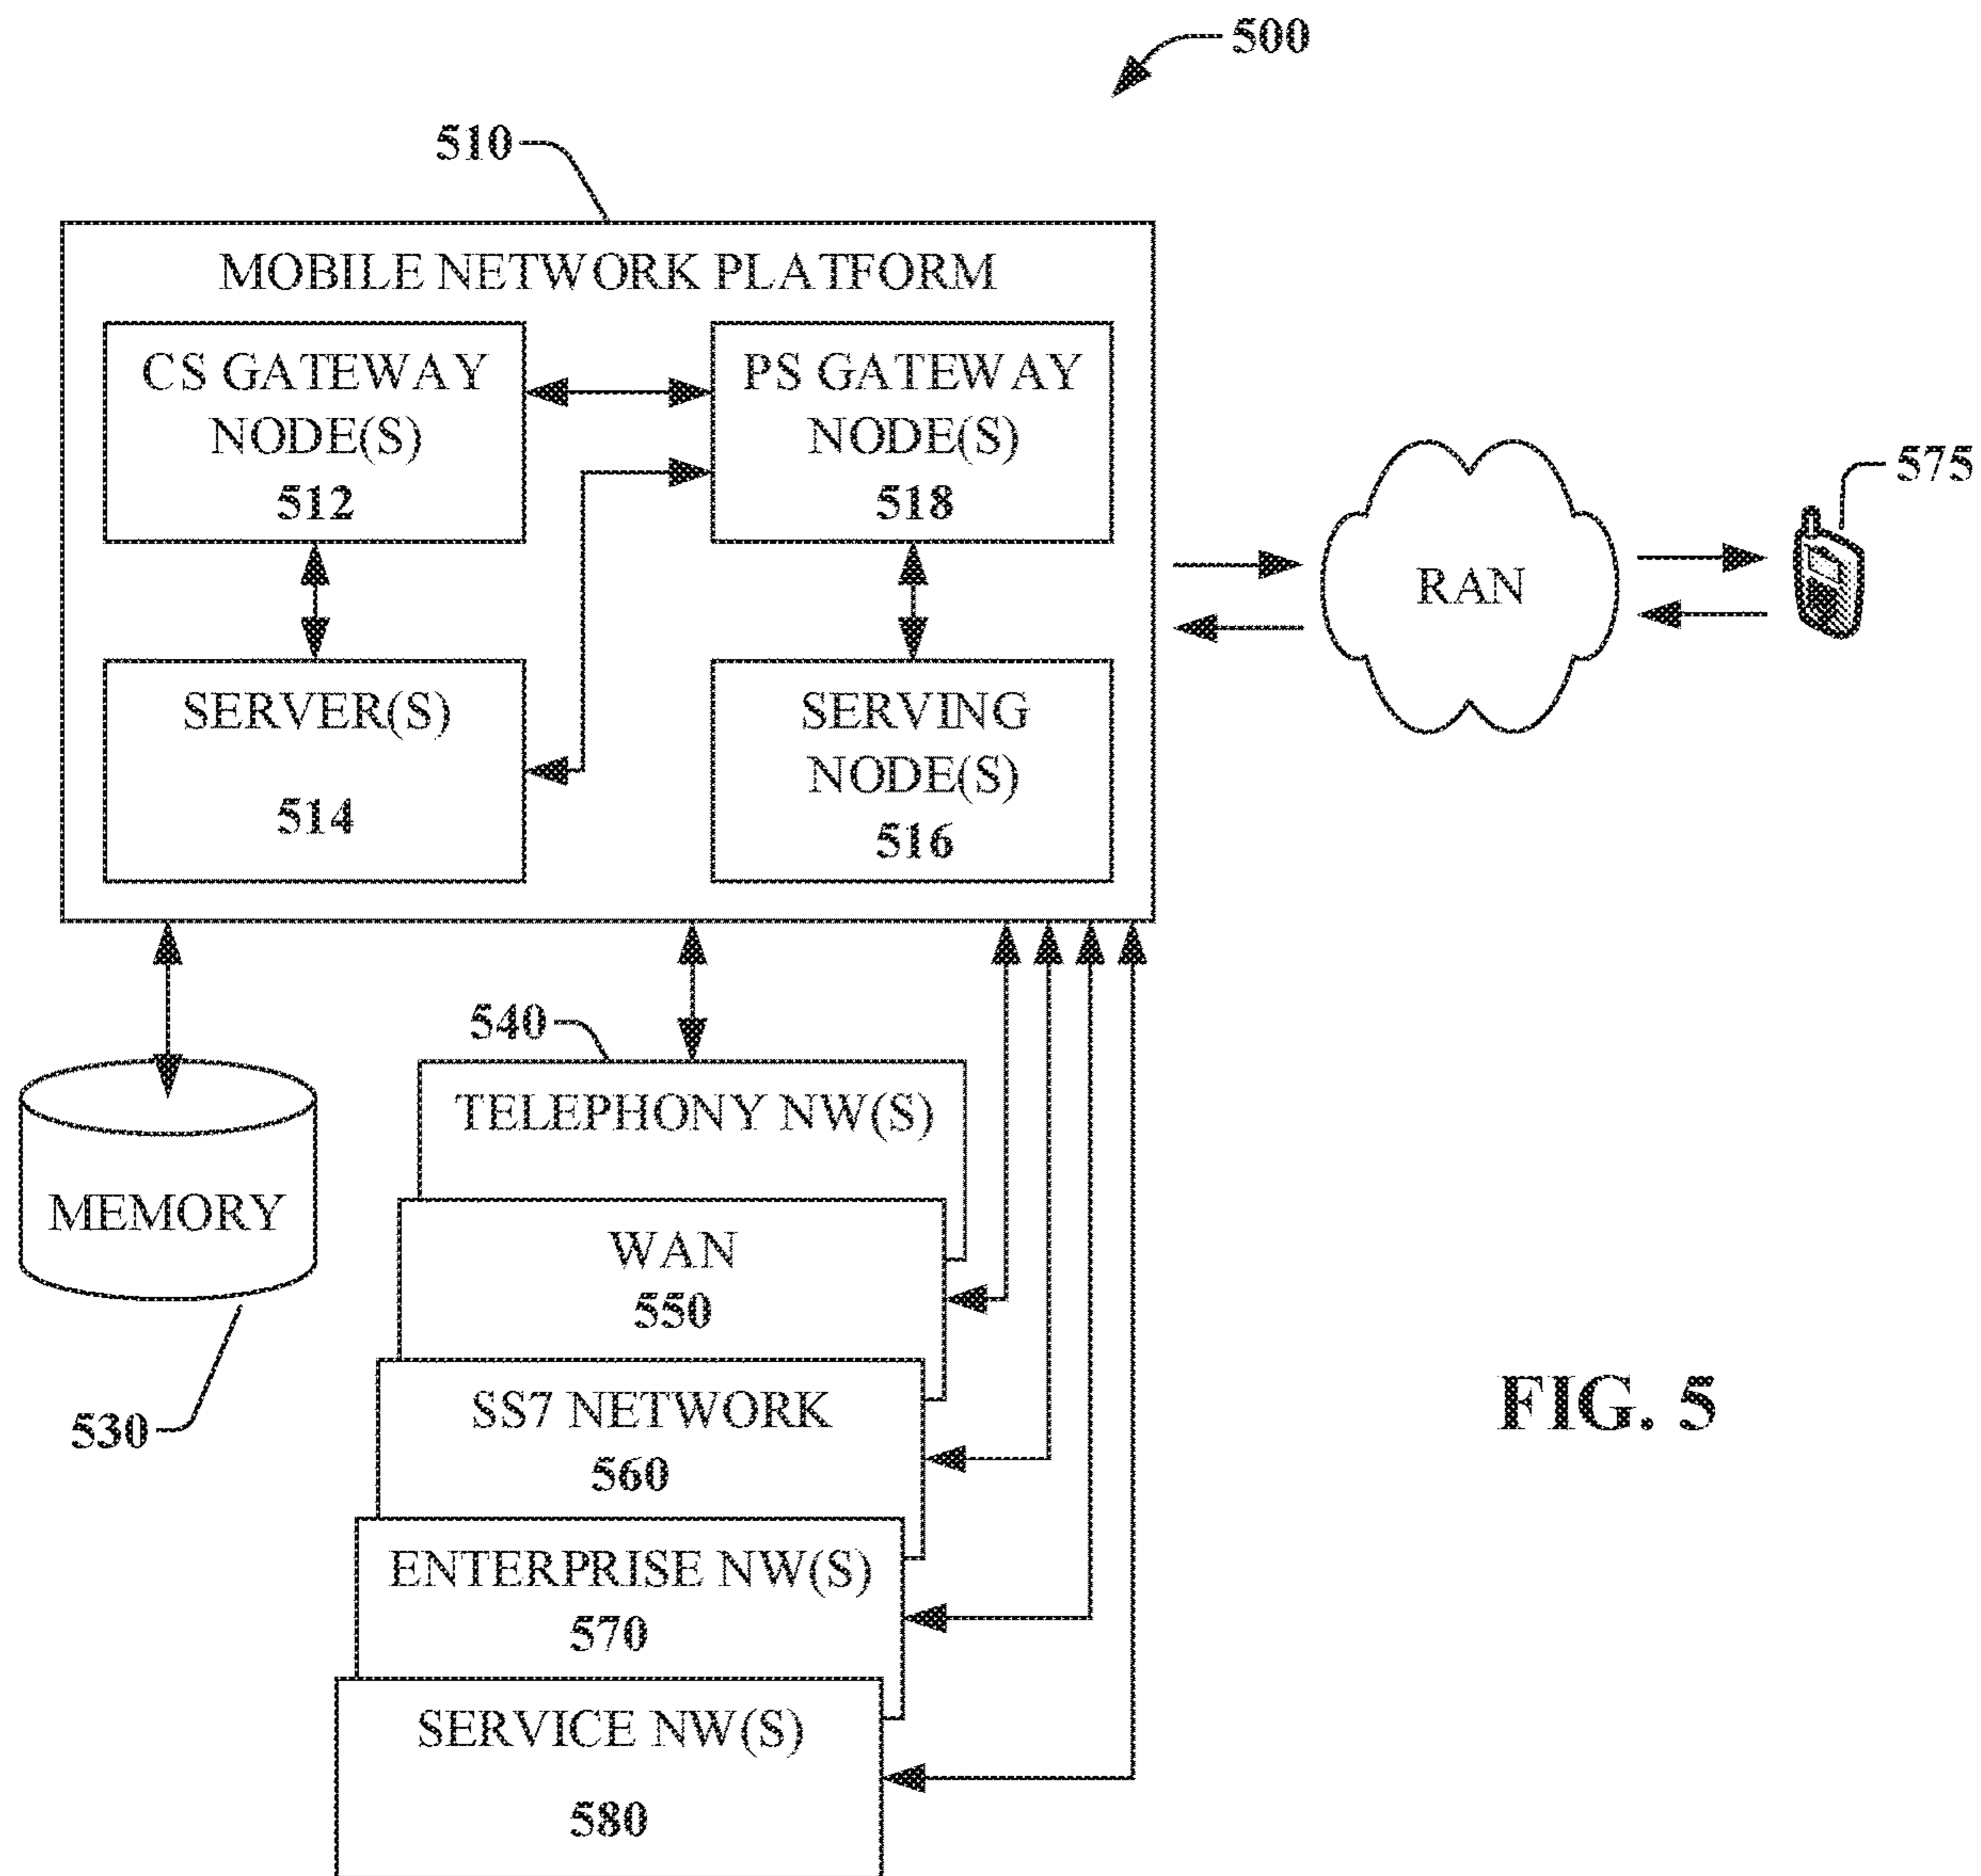 500
510
MOBILE NETWORK PLATFORM
CS GATEWAY
NODE(S)
512
PS GATEWAY
NODE(S)
518
SERVER(S)
514
SERVING
NODE(S)
516
RAN
575
540
TELEPHONY NW(S)
MEMORY
530
WAN
550
SS7 NETWORK
560
ENTERPRISE NW(S)
570
SERVICE NW(S)
580
FIG. 5